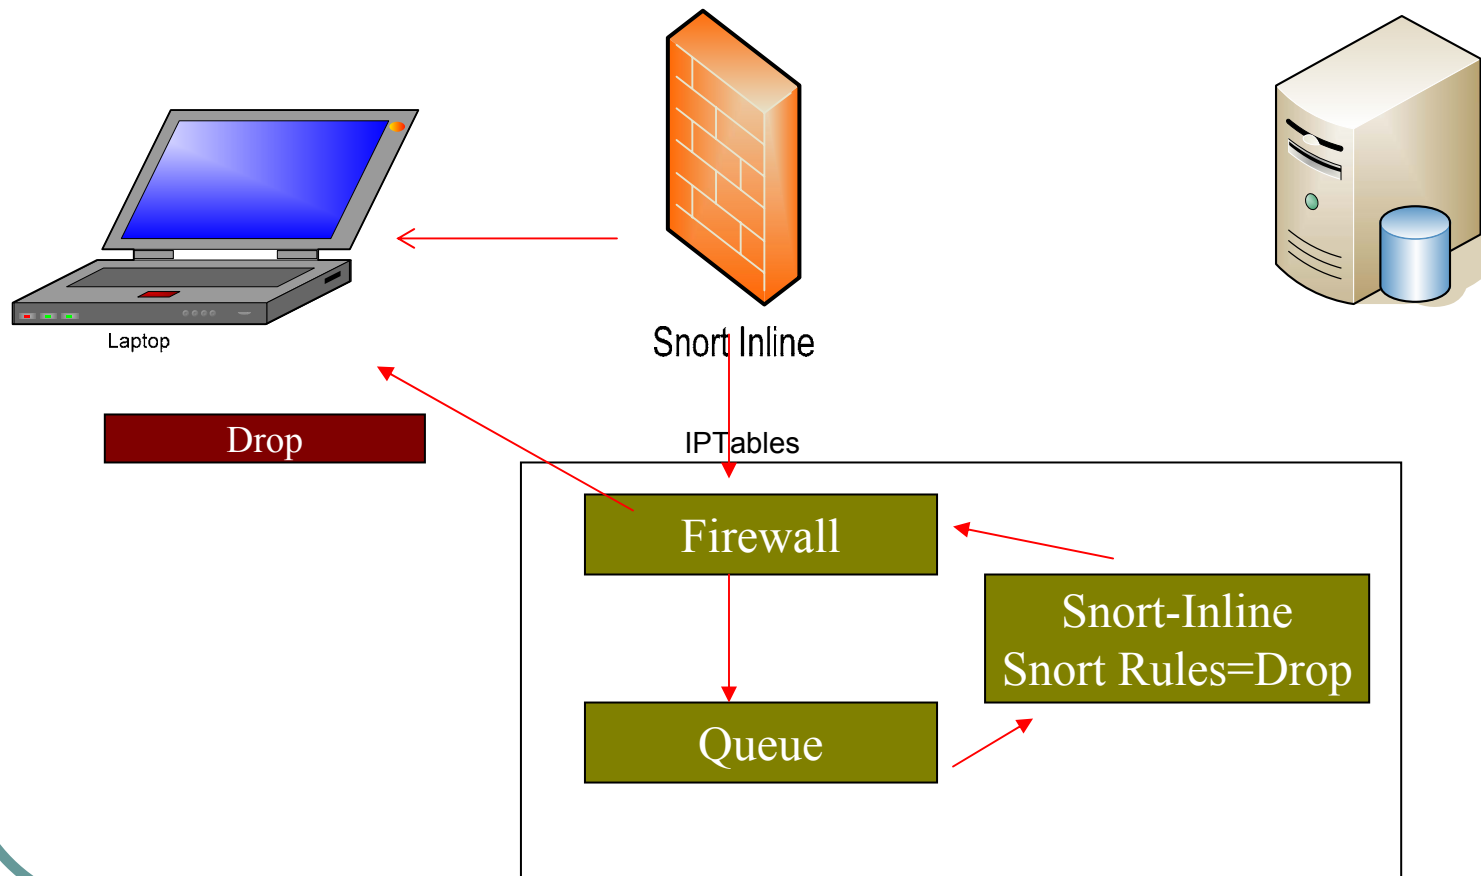 Laptop
Snort Inline
Drop
IPTables
Firewall
Snort-Inline
Snort Rules=Drop
Queue